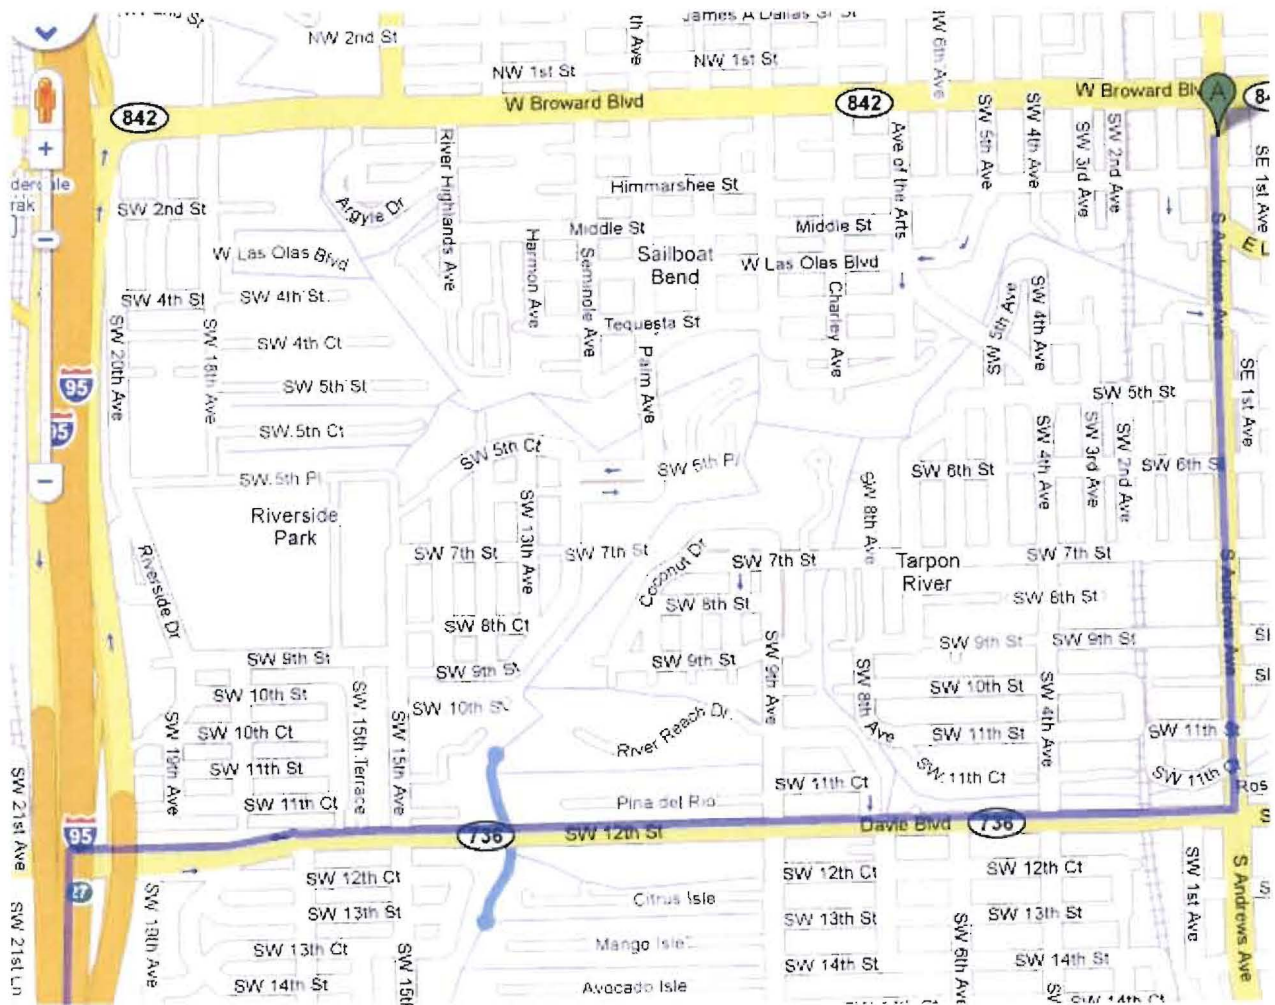 NW 2nd St
James A Dallas
NW 6th Ave
th Ave
NW 1st St
NW 1st St
W Broward Blvd
W Broward Blv
A
842
842
SW 5th Ave
SW 4th Ave
SW 3rd Ave
SW 2nd Ave
SE 1st Ave
Ave of the Arts
River Highlands Ave
Himmarshee St
Argyle Dr
SW 2nd St
Middle St
Middle St
Sailboat
Bend
W Las Olas Blvd
W Las Olas Blvd
Harmon Ave
Seminole Ave
S Andrews Ave
E L
SW 4th St
SW 4th St
Charley Ave
SW 5th Ave
SW 4th Ave
Tequesta St
SW 20th Ave
SW 18th Ave
SW 4th Ct
Palm Ave
SE 1st Ave
95
SW 5th St
SW 5th St
95
SW 5th Ct
SW 5th Ct
SW 4th Ave
SW 3rd Ave
SW 2nd Ave
SW 5th Pl
SW 5th Pl
SW 6th St
SW 6th S
SW 8th Ave
Riverside
Park
SW 13th Ave
SW 7th St
SW 7th St
Coconut Dr
SW 7th St
Tarpon
River
SW 7th St
S Andrews Ave
Riverside Dr
SW 8th St
SW 8th St
SW 8th Ct
SW 9th St
SW 9th St
SW 9th St
SW 9th St
SW 9th St
SW 9th Ave
SW 8th Ave
SW 4th Ave
SW 10th St
SW 10th St
SW 10th St
SW 19th Ave
SW 15th Terrace
SW 15th Ave
River Reach Dr
SW 10th Ct
SW 11th St
SW 11th St
SW 11th St
SW 11th Ct
SW 11th Ct
SW 11th Ct
SW 11th Ct
Pina del Rio
Ros
SW 21st Ave
95
736
SW 12th St
Davie Blvd
736
27
SW 12th Ct
SW 12th Ct
SW 12th Ct
SW 1st Ave
S Andrews Ave
Citrus Isle
SW 13th St
SW 13th St
SW 13th St
SW 19th Ave
SW 21st Ln
SW 13th Ct
Mango Isle
SW 6th Ave
SW 15th
SW 14th St
SW 14th St
SW 14th St
Avocado Isle
SW 14th Ct